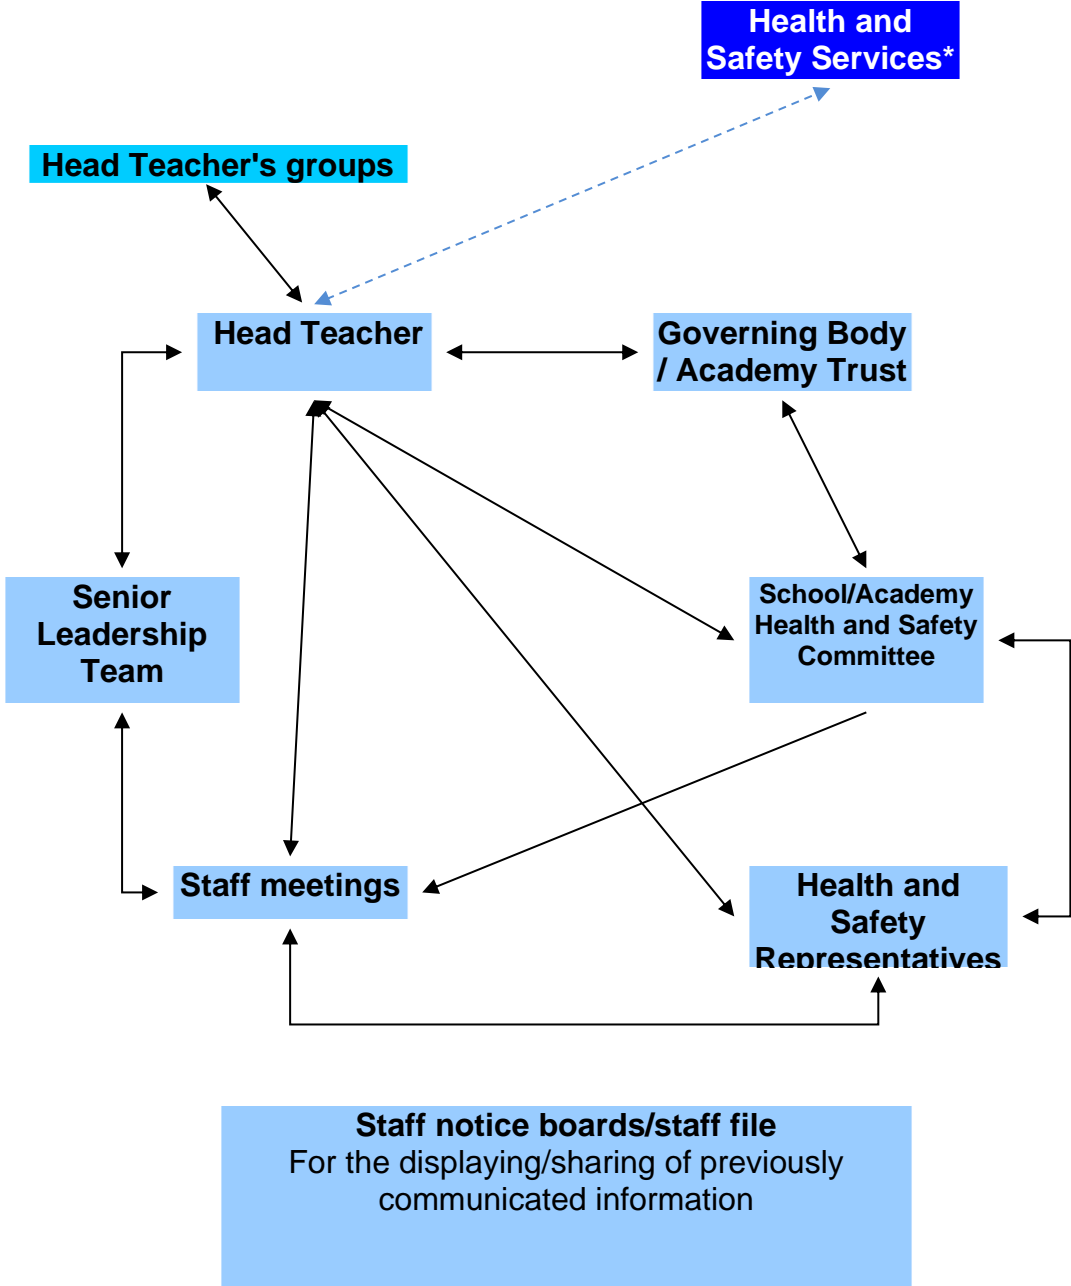 Health and
Safety Services*
Head Teacher's groups
Head Teacher
Governing Body
/ Academy Trust
Senior
Leadership
Team
School/Academy
Health and Safety
Committee
Staff meetings
Health and
Safety
Representatives
Staff notice boards/staff file
For the displaying/sharing of previously
communicated information